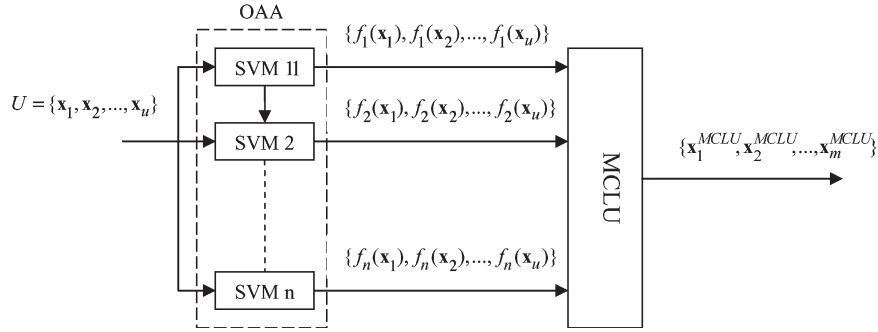 OAA
{f₁(x₁), f₁(x₂),..., f₁(xᵤ)}
SVM 1l
U = {x₁, x₂,..., xᵤ}
{f₂(x₁), f₂(x₂),..., f₂(xᵤ)}
SVM 2
MCLU
{x₁^MCLU, x₂^MCLU,..., xₘ^MCLU}
{fₙ(x₁), fₙ(x₂),..., fₙ(xᵤ)}
SVM n